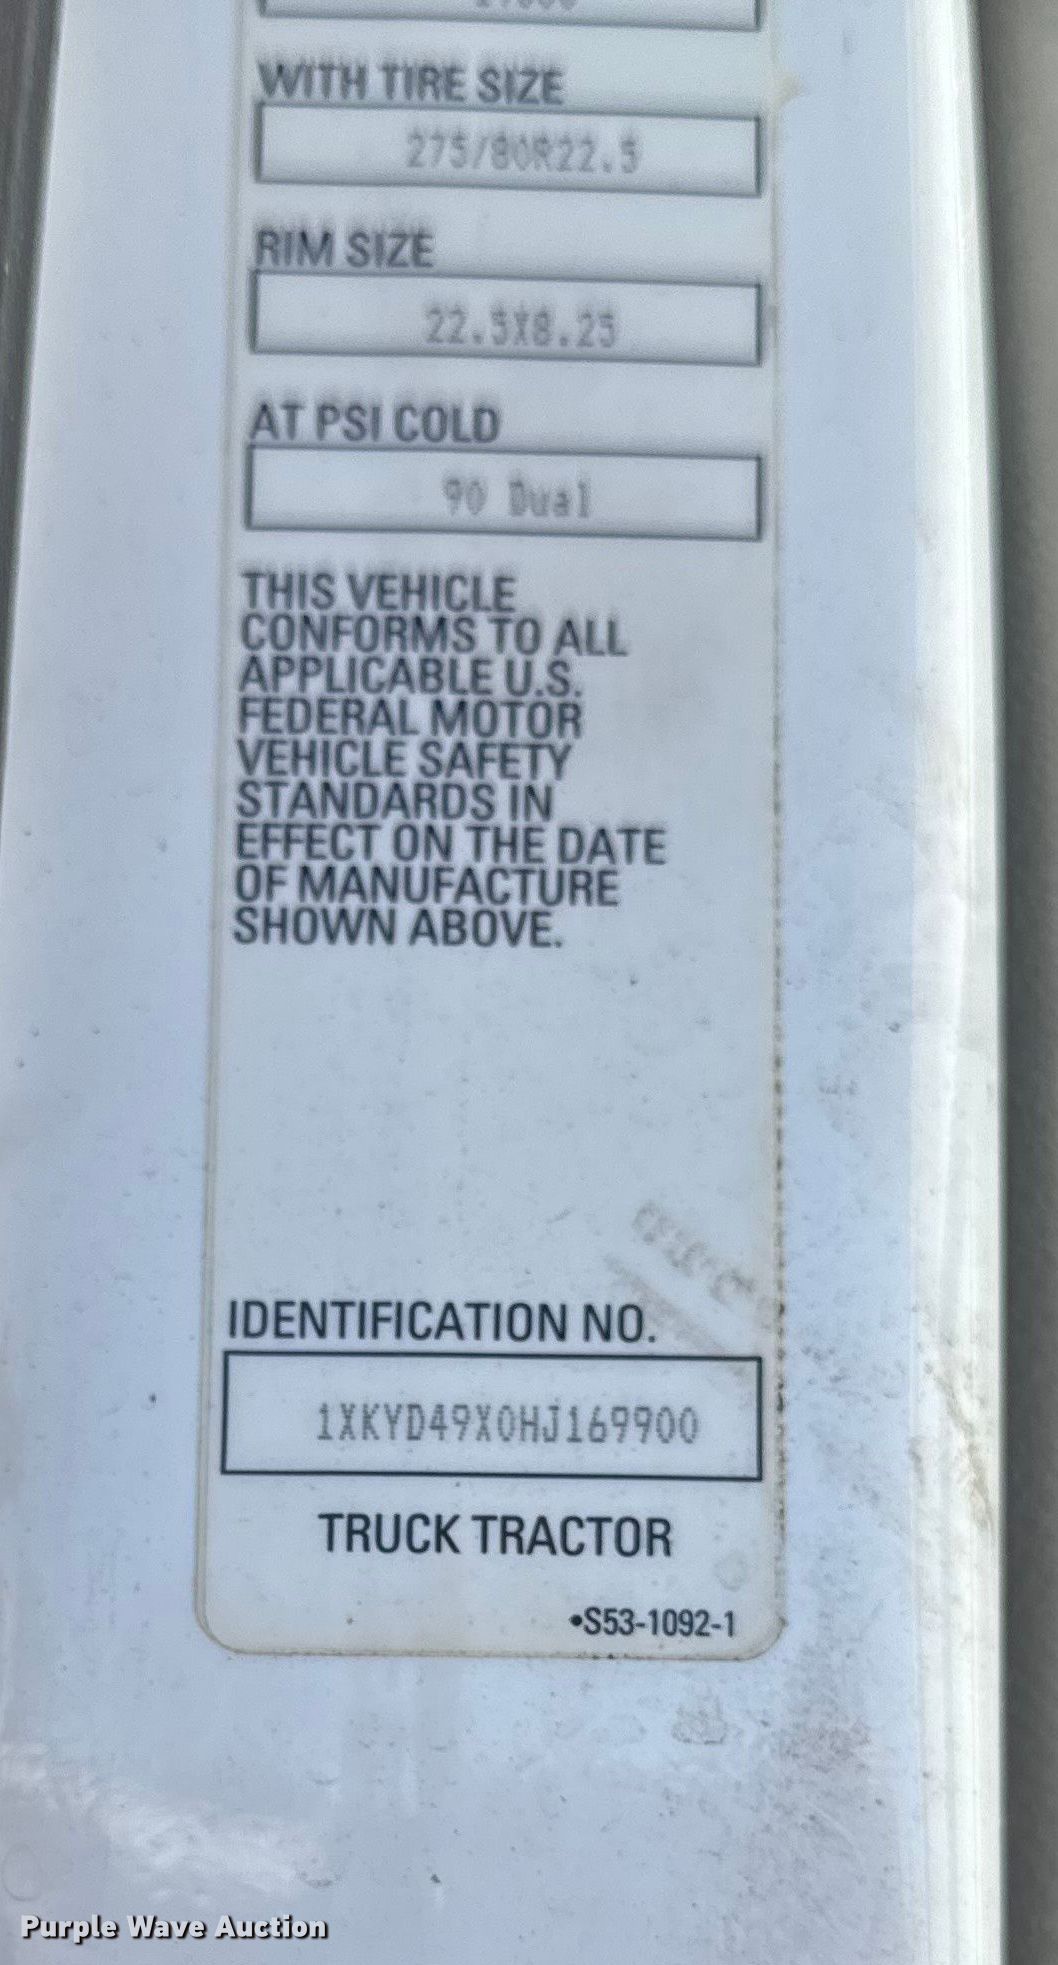 WITH TIRE SIZE
275/80R22.5
RIM SIZE
22.5X8.25
AT PSI COLD
90 Dual
THIS VEHICLE
CONFORMS TO ALL
APPLICABLE U.S.
FEDERAL MOTOR
VEHICLE SAFETY
STANDARDS IN
EFFECT ON THE DATE
OF MANUFACTURE
SHOWN ABOVE.
IDENTIFICATION NO.
1XKYD49X0HJ169900
TRUCK TRACTOR
•S53-1092-1
Purple Wave Auction